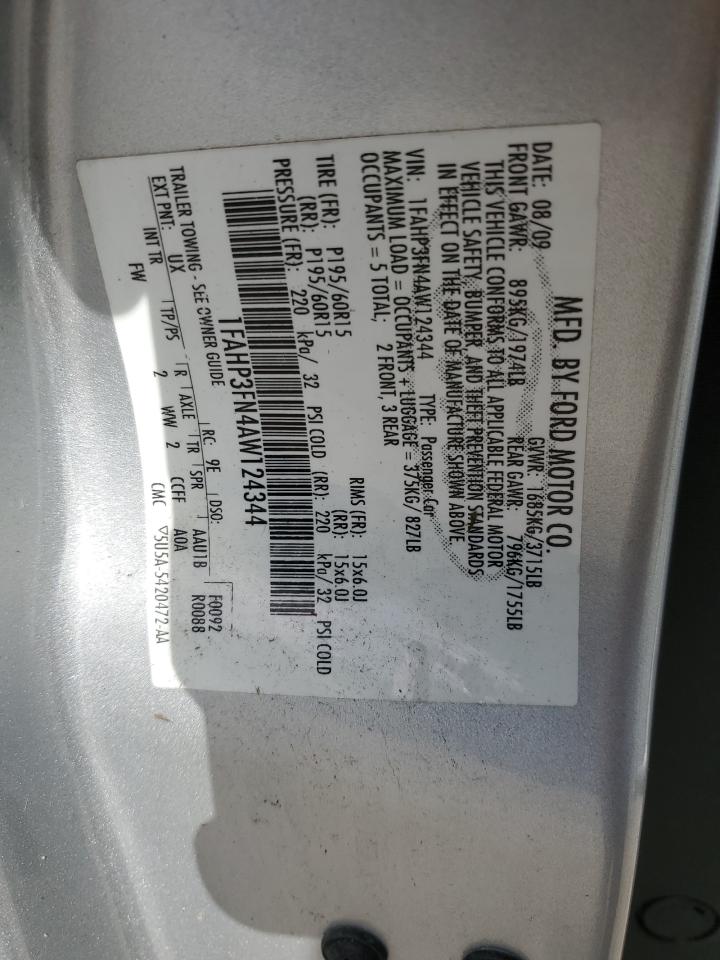 MFD. BY FORD MOTOR CO.
DATE: 08/09 GVWR: 1685KG/3715LB
FRONT GAWR: 895KG/1974LB REAR GAWR: 796KG/1755LB
THIS VEHICLE CONFORMS TO ALL APPLICABLE FEDERAL MOTOR
VEHICLE SAFETY, BUMPER, AND THEFT PREVENTION STANDARDS
IN EFFECT ON THE DATE OF MANUFACTURE SHOWN ABOVE.
VIN: 1FAHP3FN4AW124344 TYPE: Passenger Car
MAXIMUM LOAD = OCCUPANTS + LUGGAGE = 375KG/ 827LB
OCCUPANTS = 5 TOTAL, 2 FRONT, 3 REAR
TIRE (FR): P195/60R15 RIMS (FR): 15x6.0J
(RR): P195/60R15 (RR): 15x6.0J
PRESSURE (FR): 220 kPa/ 32 PSI COLD (RR): 220 kPa/ 32 PSI COLD
1FAHP3FN4AW124344
TRAILER TOWING - SEE OWNER GUIDE F0092
EXT PNT: UX RC: 9E DSO: R0088
INT TR TP/PS R AXLE TR SPR AAU1B
FW 2 WW 2 CCFF A0A
CMC ▽5U5A-5420472-AA